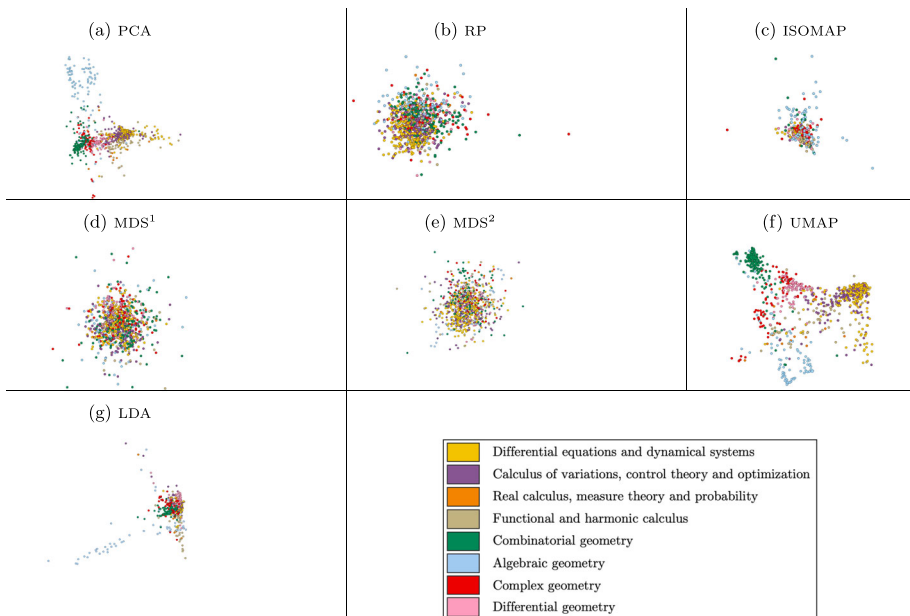 (a) PCA
(b) RP
(c) ISOMAP
(d) MDS¹
(e) MDS²
(f) UMAP
(g) LDA
Differential equations and dynamical systems
Calculus of variations, control theory and optimization
Real calculus, measure theory and probability
Functional and harmonic calculus
Combinatorial geometry
Algebraic geometry
Complex geometry
Differential geometry